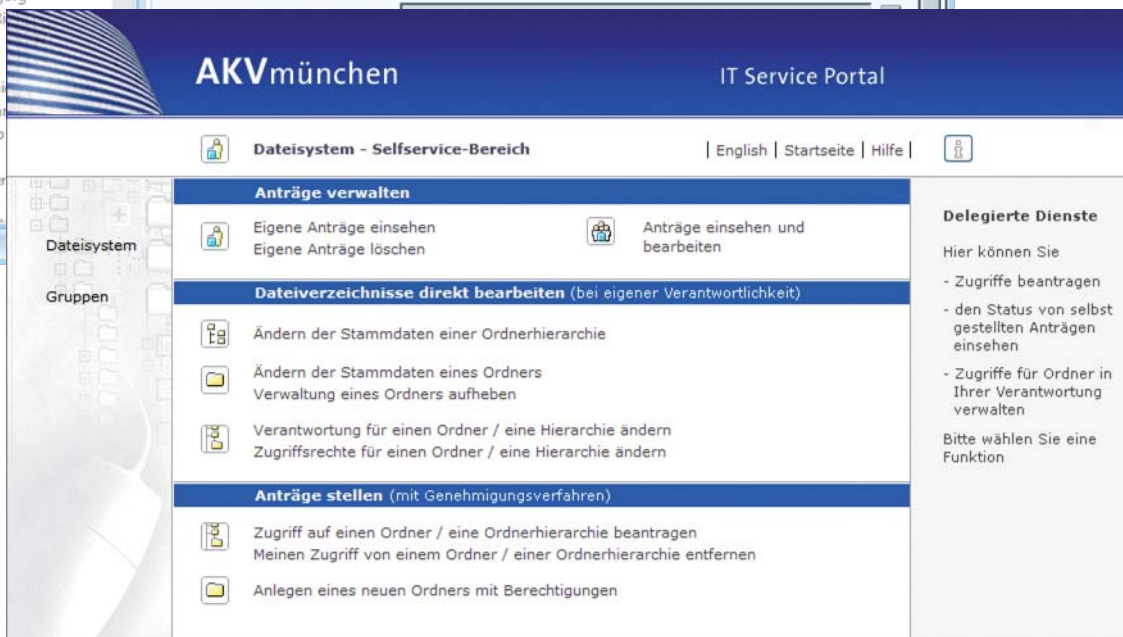 AKVmünchen
IT Service Portal
Dateisystem - Selfservice-Bereich
| English | Startseite | Hilfe |
Dateisystem
Gruppen
Anträge verwalten
Eigene Anträge einsehen
Eigene Anträge löschen
Anträge einsehen und
bearbeiten
Dateiverzeichnisse direkt bearbeiten (bei eigener Verantwortlichkeit)
Ändern der Stammdaten einer Ordnerhierarchie
Ändern der Stammdaten eines Ordners
Verwaltung eines Ordners aufheben
Verantwortung für einen Ordner / eine Hierarchie ändern
Zugriffsrechte für einen Ordner / eine Hierarchie ändern
Anträge stellen (mit Genehmigungsverfahren)
Zugriff auf einen Ordner / eine Ordnerhierarchie beantragen
Meinen Zugriff von einem Ordner / einer Ordnerhierarchie entfernen
Anlegen eines neuen Ordners mit Berechtigungen
Delegierte Dienste
Hier können Sie
- Zugriffe beantragen
- den Status von selbst
gestellten Anträgen
einsehen
- Zugriffe für Ordner in
Ihrer Verantwortung
verwalten
Bitte wählen Sie eine
Funktion